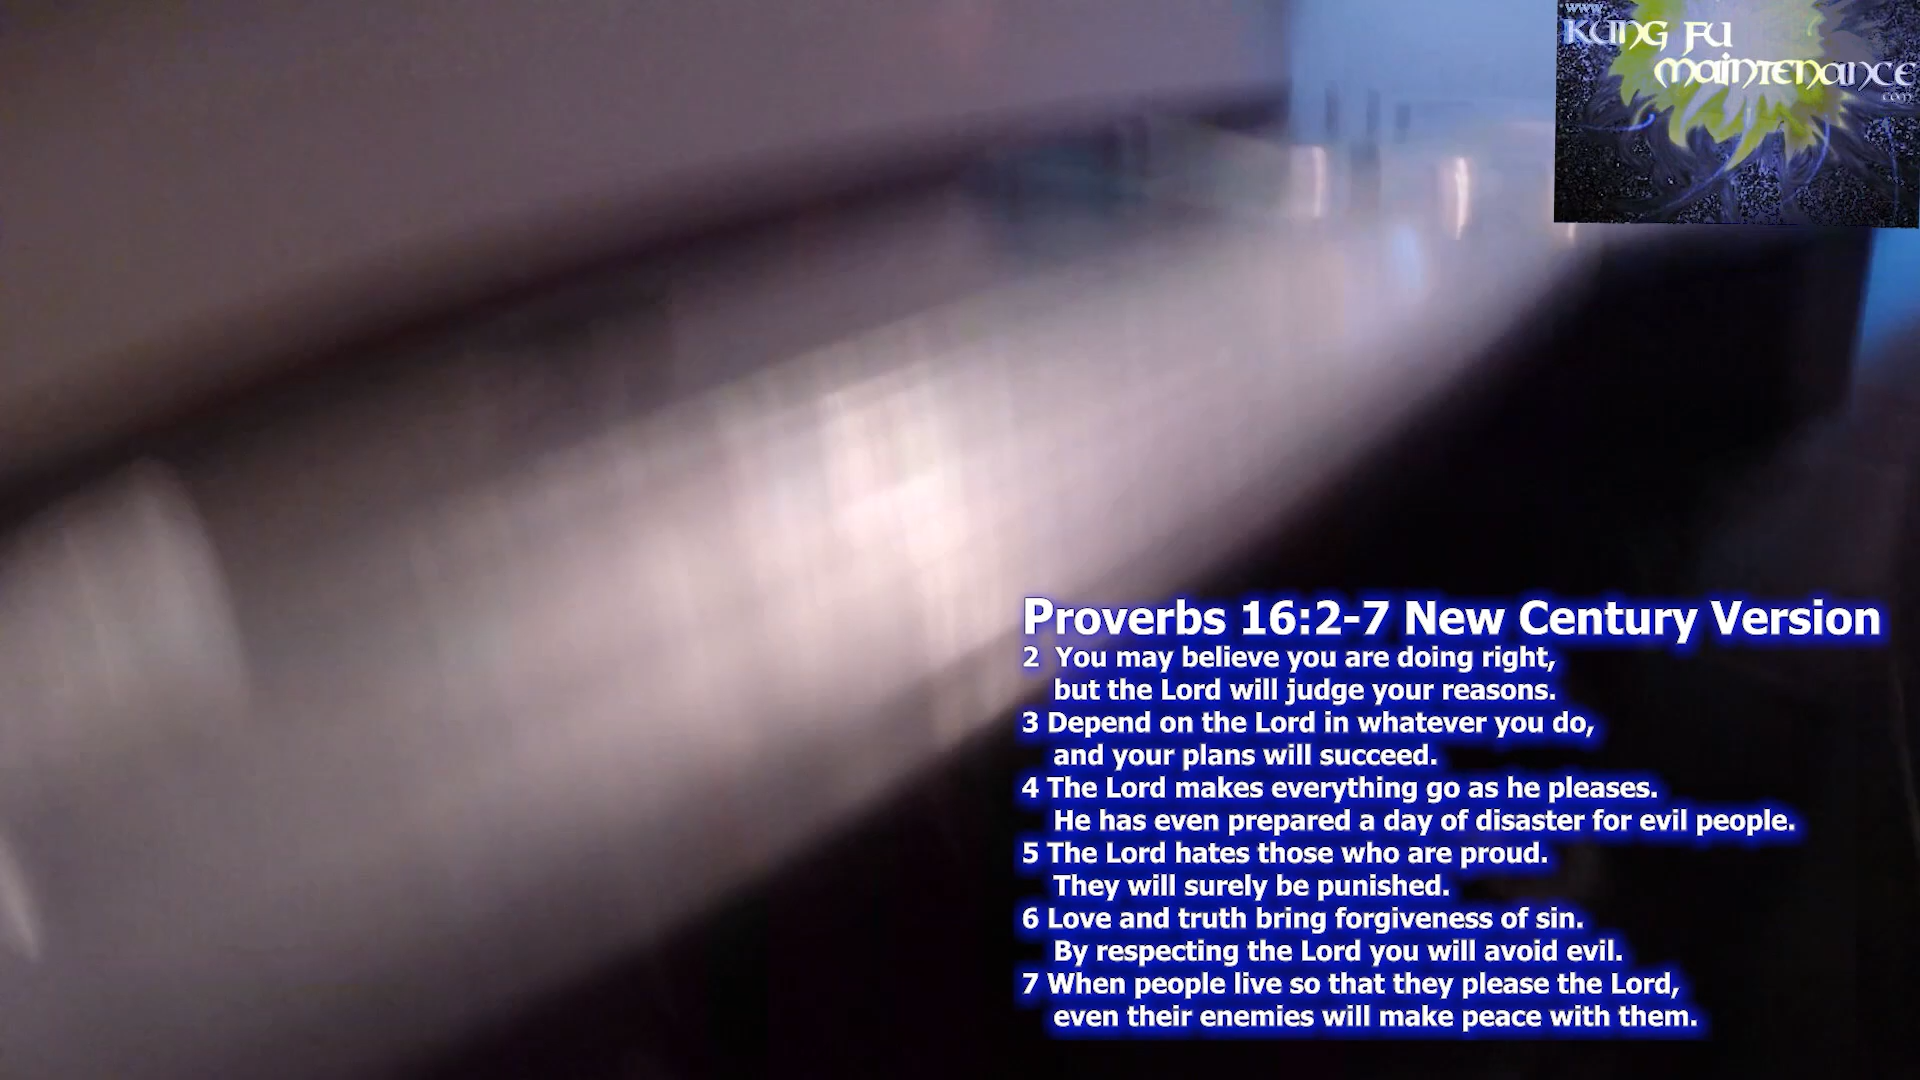 www.
Kung Fu
Maintenance
.com
Proverbs 16:2-7 New Century Version
2  You may believe you are doing right,
but the Lord will judge your reasons.
3 Depend on the Lord in whatever you do,
and your plans will succeed.
4 The Lord makes everything go as he pleases.
He has even prepared a day of disaster for evil people.
5 The Lord hates those who are proud.
They will surely be punished.
6 Love and truth bring forgiveness of sin.
By respecting the Lord you will avoid evil.
7 When people live so that they please the Lord,
even their enemies will make peace with them.